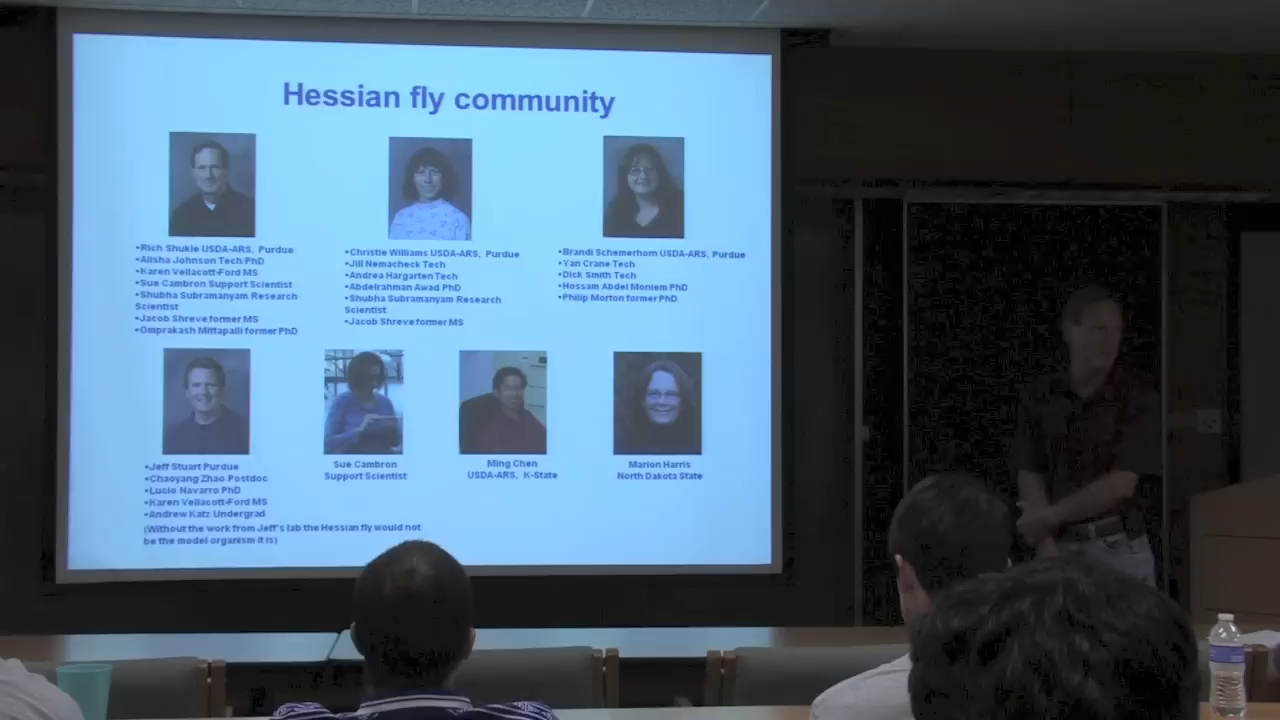 Hessian fly community
•Rich Shukle USDA-ARS, Purdue
•Alisha Johnson Tech/PhD
•Karen Vellacott-Ford MS
•Sue Cambron Support Scientist
•Shubha Subramanyam Research
Scientist
•Jacob Shreve former MS
•Omprakash Mittapalli former PhD
•Christie Williams USDA-ARS, Purdue
•Jill Nemacheck Tech
•Andrea Hargarten Tech
•Abdelrahman Awad PhD
•Shubha Subramanyam Research
Scientist
•Jacob Shreve former MS
•Brandi Schemerhorn USDA-ARS, Purdue
•Yan Crane Tech
•Dick Smith Tech
•Hossam Abdel Moniem PhD
•Philip Morton former PhD
•Jeff Stuart Purdue
•Chaoyang Zhao Postdoc
•Lucio Navarro PhD
•Karen Vellacott-Ford MS
•Andrew Katz Undergrad
(Without the work from Jeff's lab the Hessian fly would not
be the model organism it is)
Sue Cambron
Support Scientist
Ming Chen
USDA-ARS, K-State
Marion Harris
North Dakota State